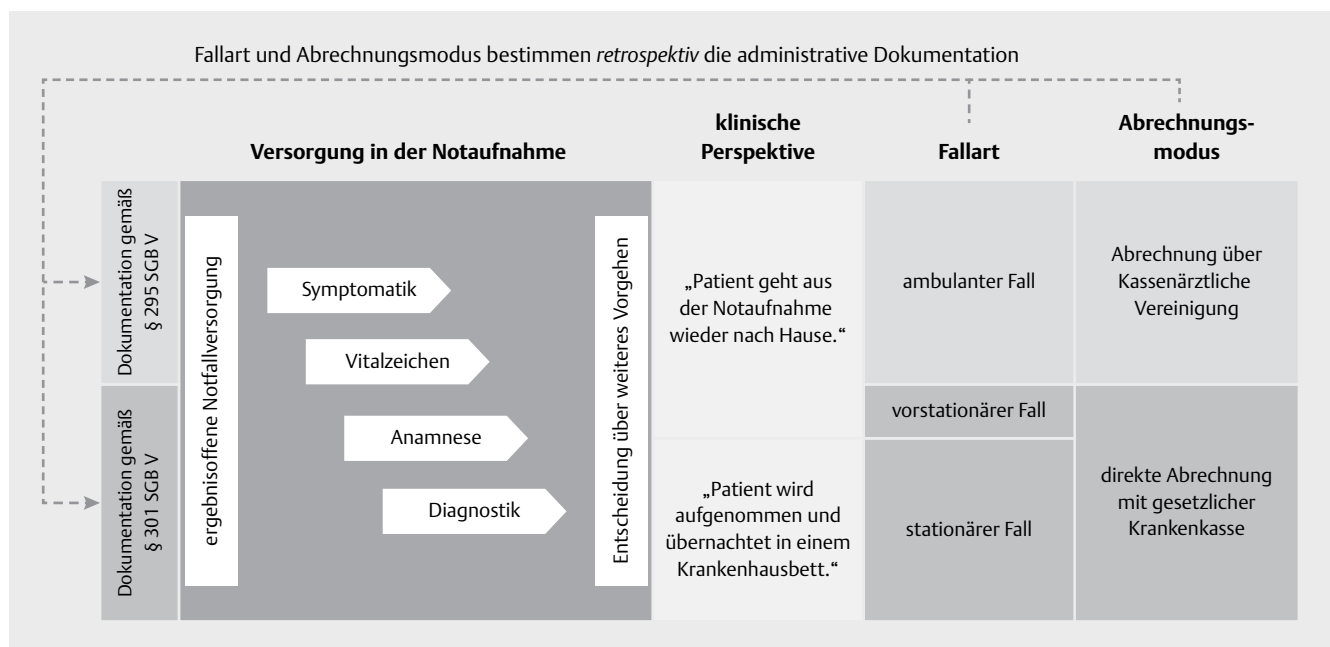 Fallart und Abrechnungsmodus bestimmen retrospektiv die administrative Dokumentation
Versorgung in der Notaufnahme
klinische
Perspektive
Fallart
Abrechnungs-
modus
Dokumentation gemäß
§ 295 SGB V
Dokumentation gemäß
§ 301 SGB V
ergebnisoffene Notfallversorgung
Symptomatik
Vitalzeichen
Anamnese
Diagnostik
Entscheidung über weiteres Vorgehen
„Patient geht aus
der Notaufnahme
wieder nach Hause.“
„Patient wird
aufgenommen und
übernachtet in einem
Krankenhausbett.“
ambulanter Fall
vorstationärer Fall
stationärer Fall
Abrechnung über
Kassenärztliche
Vereinigung
direkte Abrechnung
mit gesetzlicher
Krankenkasse